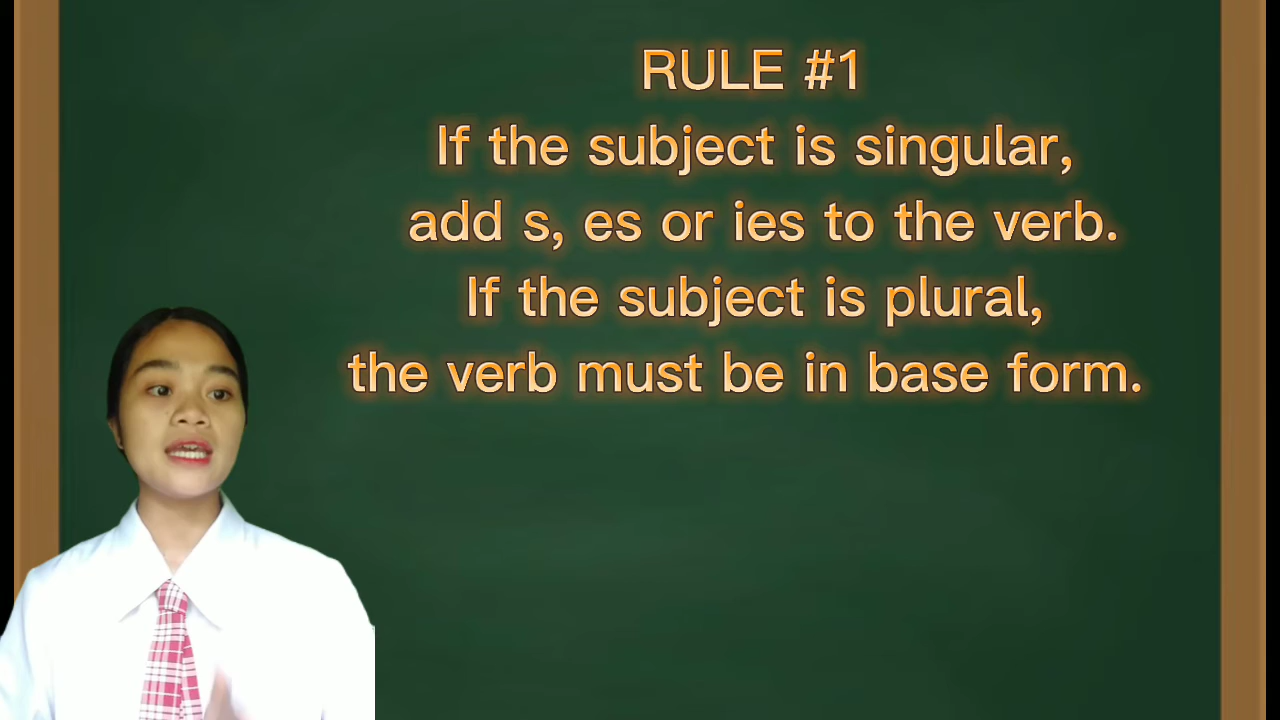 RULE #1
If the subject is singular,
add s, es or ies to the verb.
If the subject is plural,
the verb must be in base form.